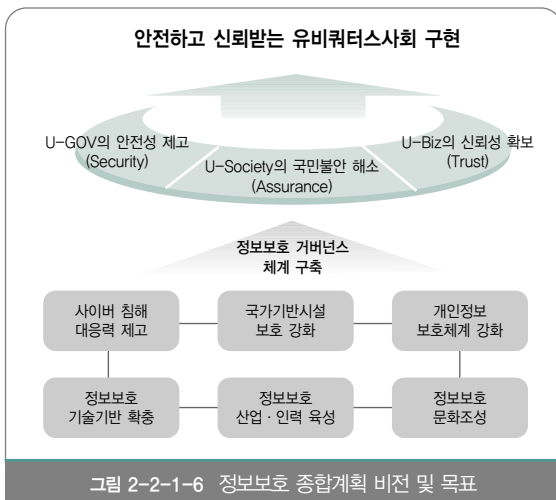 안전하고 신뢰받는 유비쿼터스사회 구현
U-GOV의 안전성 제고
(Security)
U-Society의 국민불안 해소
(Assurance)
U-Biz의 신뢰성 확보
(Trust)
정보보호 거버넌스
체계 구축
사이버 침해
대응력 제고
국가기반시설
보호 강화
개인정보
보호체계 강화
정보보호
기술기반 확충
정보보호
산업·인력 육성
정보보호
문화조성
그림 2-2-1-6 정보보호 종합계획 비전 및 목표